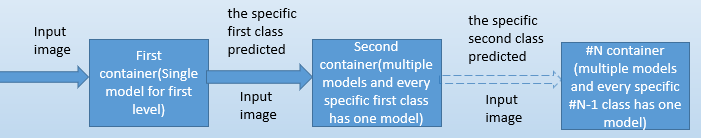 Input
image
First
container(Single
model for first
level)
the specific
first class
predicted
Input
image
Second
container(multiple
models and every
specific first class
has one model)
the specific
second class
predicted
Input
image
#N container
(multiple models
and every specific
#N-1 class has one
model)